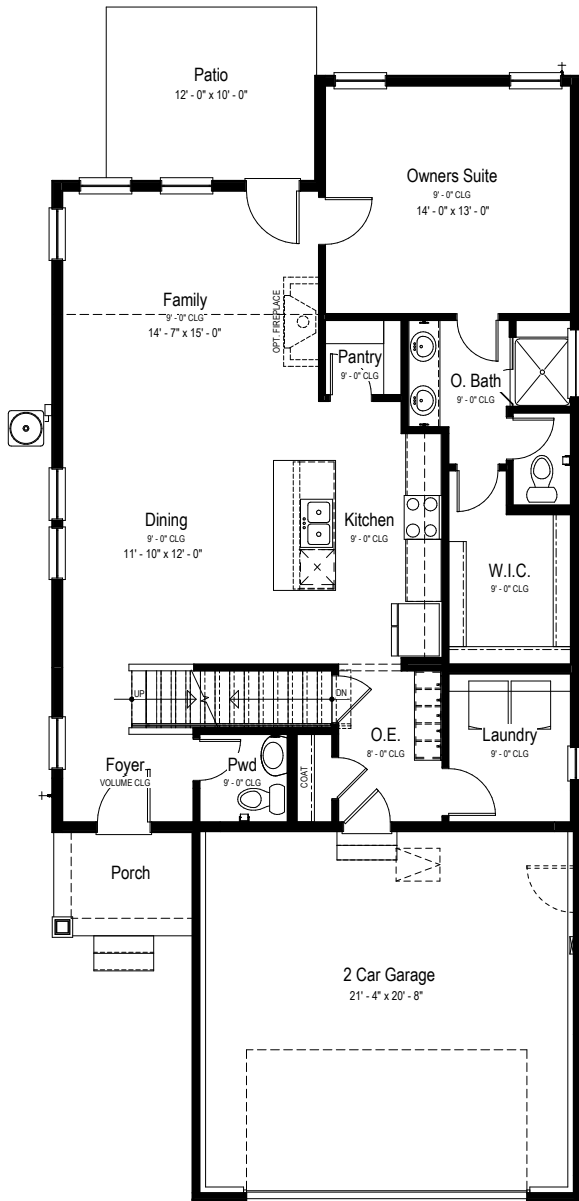 Patio
12' - 0" x 10' - 0"
Owners Suite
9' - 0" CLG
14' - 0" x 13' - 0"
Family
9' - 0" CLG
14' - 7" x 15' - 0"
OPT. FIREPLACE
Pantry
9' - 0" CLG
O. Bath
9' - 0" CLG
Dining
9' - 0" CLG
11' - 10" x 12' - 0"
Kitchen
9' - 0" CLG
W.I.C.
9' - 0" CLG
UP
DN
O.E.
8' - 0" CLG
Laundry
9' - 0" CLG
Foyer
VOLUME CLG
Pwd
9' - 0" CLG
COAT
Porch
2 Car Garage
21' - 4" x 20' - 8"